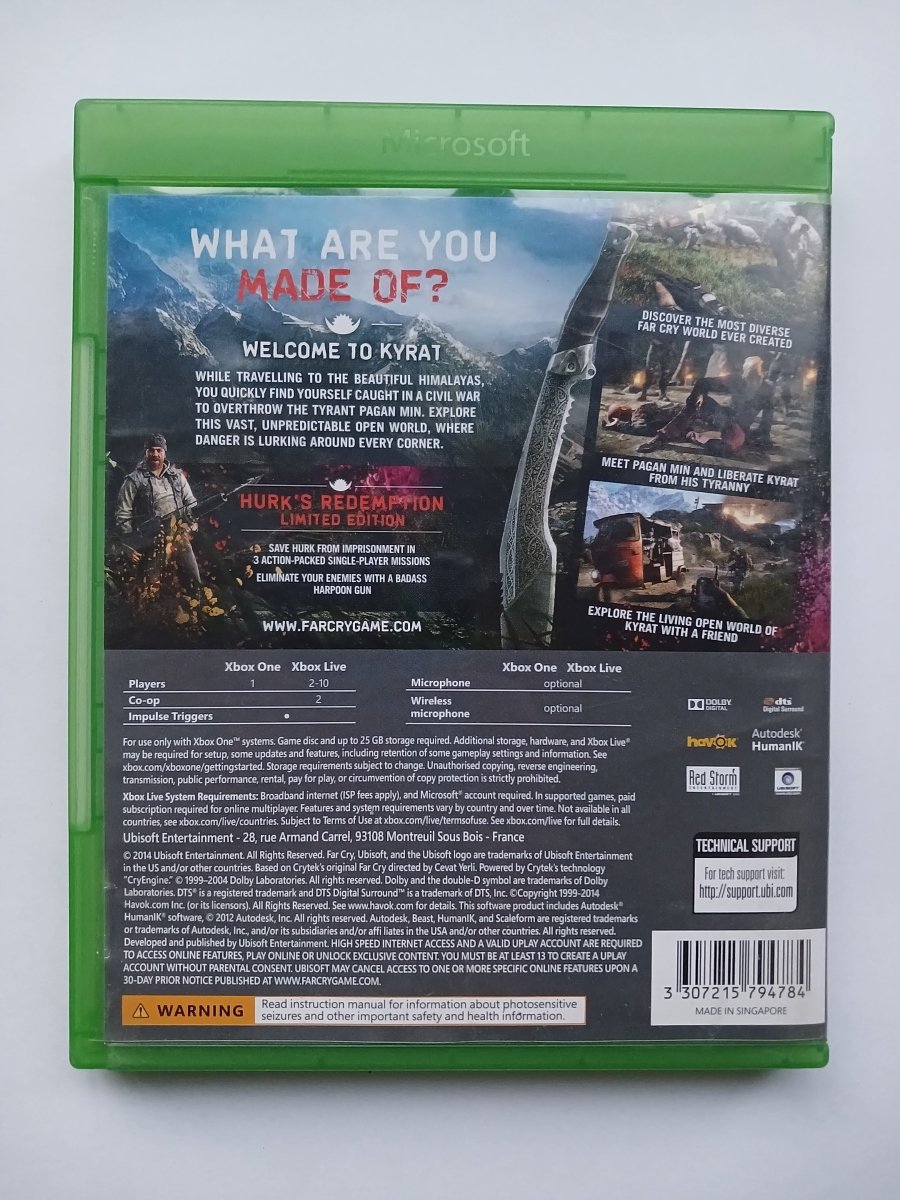 Microsoft
WHAT ARE YOU
MADE OF?
WELCOME TO KYRAT
WHILE TRAVELLING TO THE BEAUTIFUL HIMALAYAS,
YOU QUICKLY FIND YOURSELF CAUGHT IN A CIVIL WAR
TO OVERTHROW THE TYRANT PAGAN MIN. EXPLORE
THIS VAST, UNPREDICTABLE OPEN WORLD, WHERE
DANGER IS LURKING AROUND EVERY CORNER.
HURK'S REDEMPTION
LIMITED EDITION
SAVE HURK FROM IMPRISONMENT IN
3 ACTION-PACKED SINGLE-PLAYER MISSIONS
ELIMINATE YOUR ENEMIES WITH A BADASS
HARPOON GUN
WWW.FARCRYGAME.COM
DISCOVER THE MOST DIVERSE
FAR CRY WORLD EVER CREATED
MEET PAGAN MIN AND LIBERATE KYRAT
FROM HIS TYRANNY
EXPLORE THE LIVING OPEN WORLD OF
KYRAT WITH A FRIEND
Xbox One Xbox Live
Players 1 2-10
Co-op 2
Impulse Triggers •
Xbox One Xbox Live
Microphone optional
Wireless
microphone optional
For use only with Xbox One™ systems. Game disc and up to 25 GB storage required. Additional storage, hardware, and Xbox Live®
may be required for setup, some updates and features, including retention of some gameplay settings and information. See
xbox.com/xboxone/gettingstarted. Storage requirements subject to change. Unauthorised copying, reverse engineering,
transmission, public performance, rental, pay for play, or circumvention of copy protection is strictly prohibited.
Xbox Live System Requirements: Broadband internet (ISP fees apply), and Microsoft® account required. In supported games, paid
subscription required for online multiplayer. Features and system requirements vary by country and over time. Not available in all
countries, see xbox.com/live/countries. Subject to Terms of Use at xbox.com/live/termsofuse. See xbox.com/live for full details.
Ubisoft Entertainment - 28, rue Armand Carrel, 93108 Montreuil Sous Bois - France
© 2014 Ubisoft Entertainment. All Rights Reserved. Far Cry, Ubisoft, and the Ubisoft logo are trademarks of Ubisoft Entertainment
in the US and/or other countries. Based on Crytek's original Far Cry directed by Cevat Yerli. Powered by Crytek's technology
"CryEngine." © 1999–2004 Dolby Laboratories. All rights reserved. Dolby and the double-D symbol are trademarks of Dolby
Laboratories. DTS® is a registered trademark and DTS Digital Surround™ is a trademark of DTS, Inc. ©Copyright 1999-2014
Havok.com Inc. (or its licensors). All Rights Reserved. See www.havok.com for details. This software product includes Autodesk®
HumanIK® software, © 2012 Autodesk, Inc. All rights reserved. Autodesk, Beast, HumanIK, and Scaleform are registered trademarks
or trademarks of Autodesk, Inc., and/or its subsidiaries and/or affi liates in the USA and/or other countries. All rights reserved.
Developed and published by Ubisoft Entertainment. HIGH SPEED INTERNET ACCESS AND A VALID UPLAY ACCOUNT ARE REQUIRED
TO ACCESS ONLINE FEATURES, PLAY ONLINE OR UNLOCK EXCLUSIVE CONTENT. YOU MUST BE AT LEAST 13 TO CREATE A UPLAY
ACCOUNT WITHOUT PARENTAL CONSENT. UBISOFT MAY CANCEL ACCESS TO ONE OR MORE SPECIFIC ONLINE FEATURES UPON A
30-DAY PRIOR NOTICE PUBLISHED AT WWW.FARCRYGAME.COM.
WARNING
Read instruction manual for information about photosensitive
seizures and other important safety and health information.
DOLBY
DIGITAL
dts
Digital Surround
havok
Autodesk®
HumanIK®
Red Storm
ENTERTAINMENT
UBISOFT
TECHNICAL SUPPORT
For tech support visit:
http://support.ubi.com
3 307215 794784
MADE IN SINGAPORE